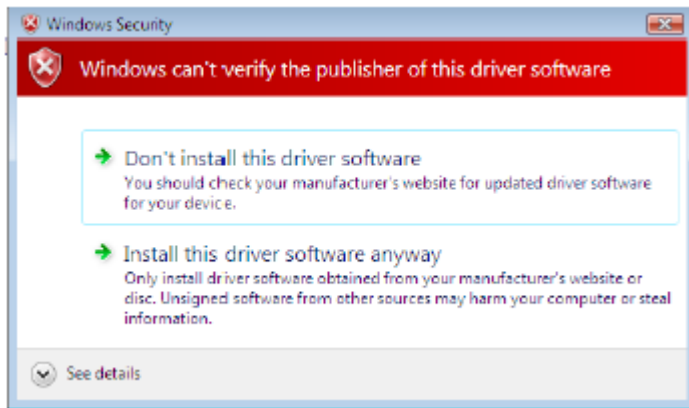 Windows Security
Windows can't verify the publisher of this driver software
Don't install this driver software
You should check your manufacturer's website for updated driver software
for your device.
Install this driver software anyway
Only install driver software obtained from your manufacturer's website or
disc. Unsigned software from other sources may harm your computer or steal
information.
See details